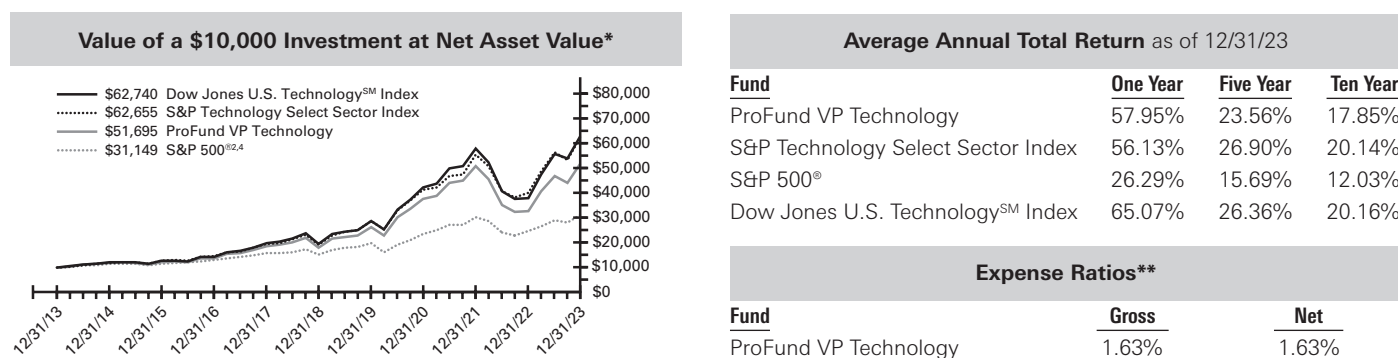 Value of a $10,000 Investment at Net Asset Value*
$62,740 Dow Jones U.S. Technology℠ Index
$62,655 S&P Technology Select Sector Index
$51,695 ProFund VP Technology
$31,149 S&P 500®2,4
$80,000
$70,000
$60,000
$50,000
$40,000
$30,000
$20,000
$10,000
$0
12/31/13
12/31/14
12/31/15
12/31/16
12/31/17
12/31/18
12/31/19
12/31/20
12/31/21
12/31/22
12/31/23
Average Annual Total Return as of 12/31/23
Fund One Year Five Year Ten Year
ProFund VP Technology 57.95% 23.56% 17.85%
S&P Technology Select Sector Index 56.13% 26.90% 20.14%
S&P 500® 26.29% 15.69% 12.03%
Dow Jones U.S. Technology℠ Index 65.07% 26.36% 20.16%
Expense Ratios**
Fund Gross Net
ProFund VP Technology 1.63% 1.63%